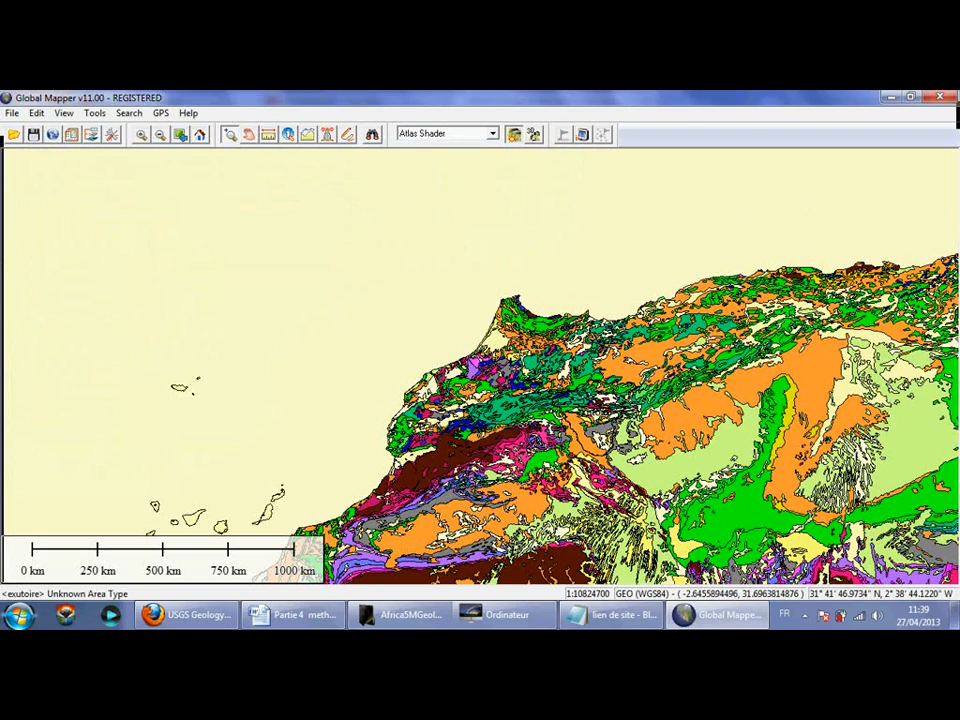 Global Mapper v11.00 - REGISTERED
File Edit View Tools Search GPS Help
Atlas Shader
0 km 250 km 500 km 750 km 1000 km
<exutoire> Unknown Area Type
1:10824700 GEO (WGS84) - ( -2.6455894496, 31.6963814876 ) 31° 41' 46.9734" N, 2° 38' 44.1220" W
USGS Geology... Partie 4 meth... Africa5MGeol... Ordinateur lien de site - Bl... Global Mappe... FR 11:39
27/04/2013